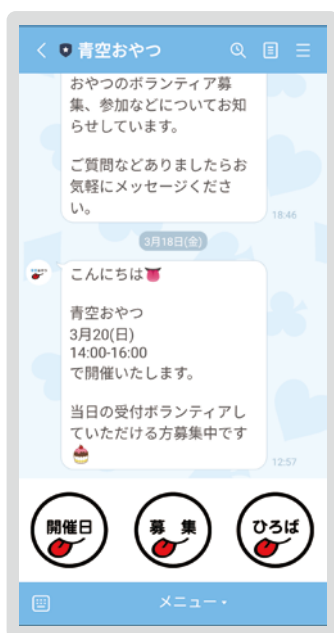 青空おやつ
おやつのボランティア募
集、参加などについてお知
らせしています。
ご質問などありましたらお
気軽にメッセージくださ
い。
18:46
3月18日(金)
こんにちは👅
青空おやつ
3月20(日)
14:00-16:00
で開催いたします。
当日の受付ボランティアし
ていただける方募集中です
🧁
12:57
開催日
募 集
ひろば
メニュー